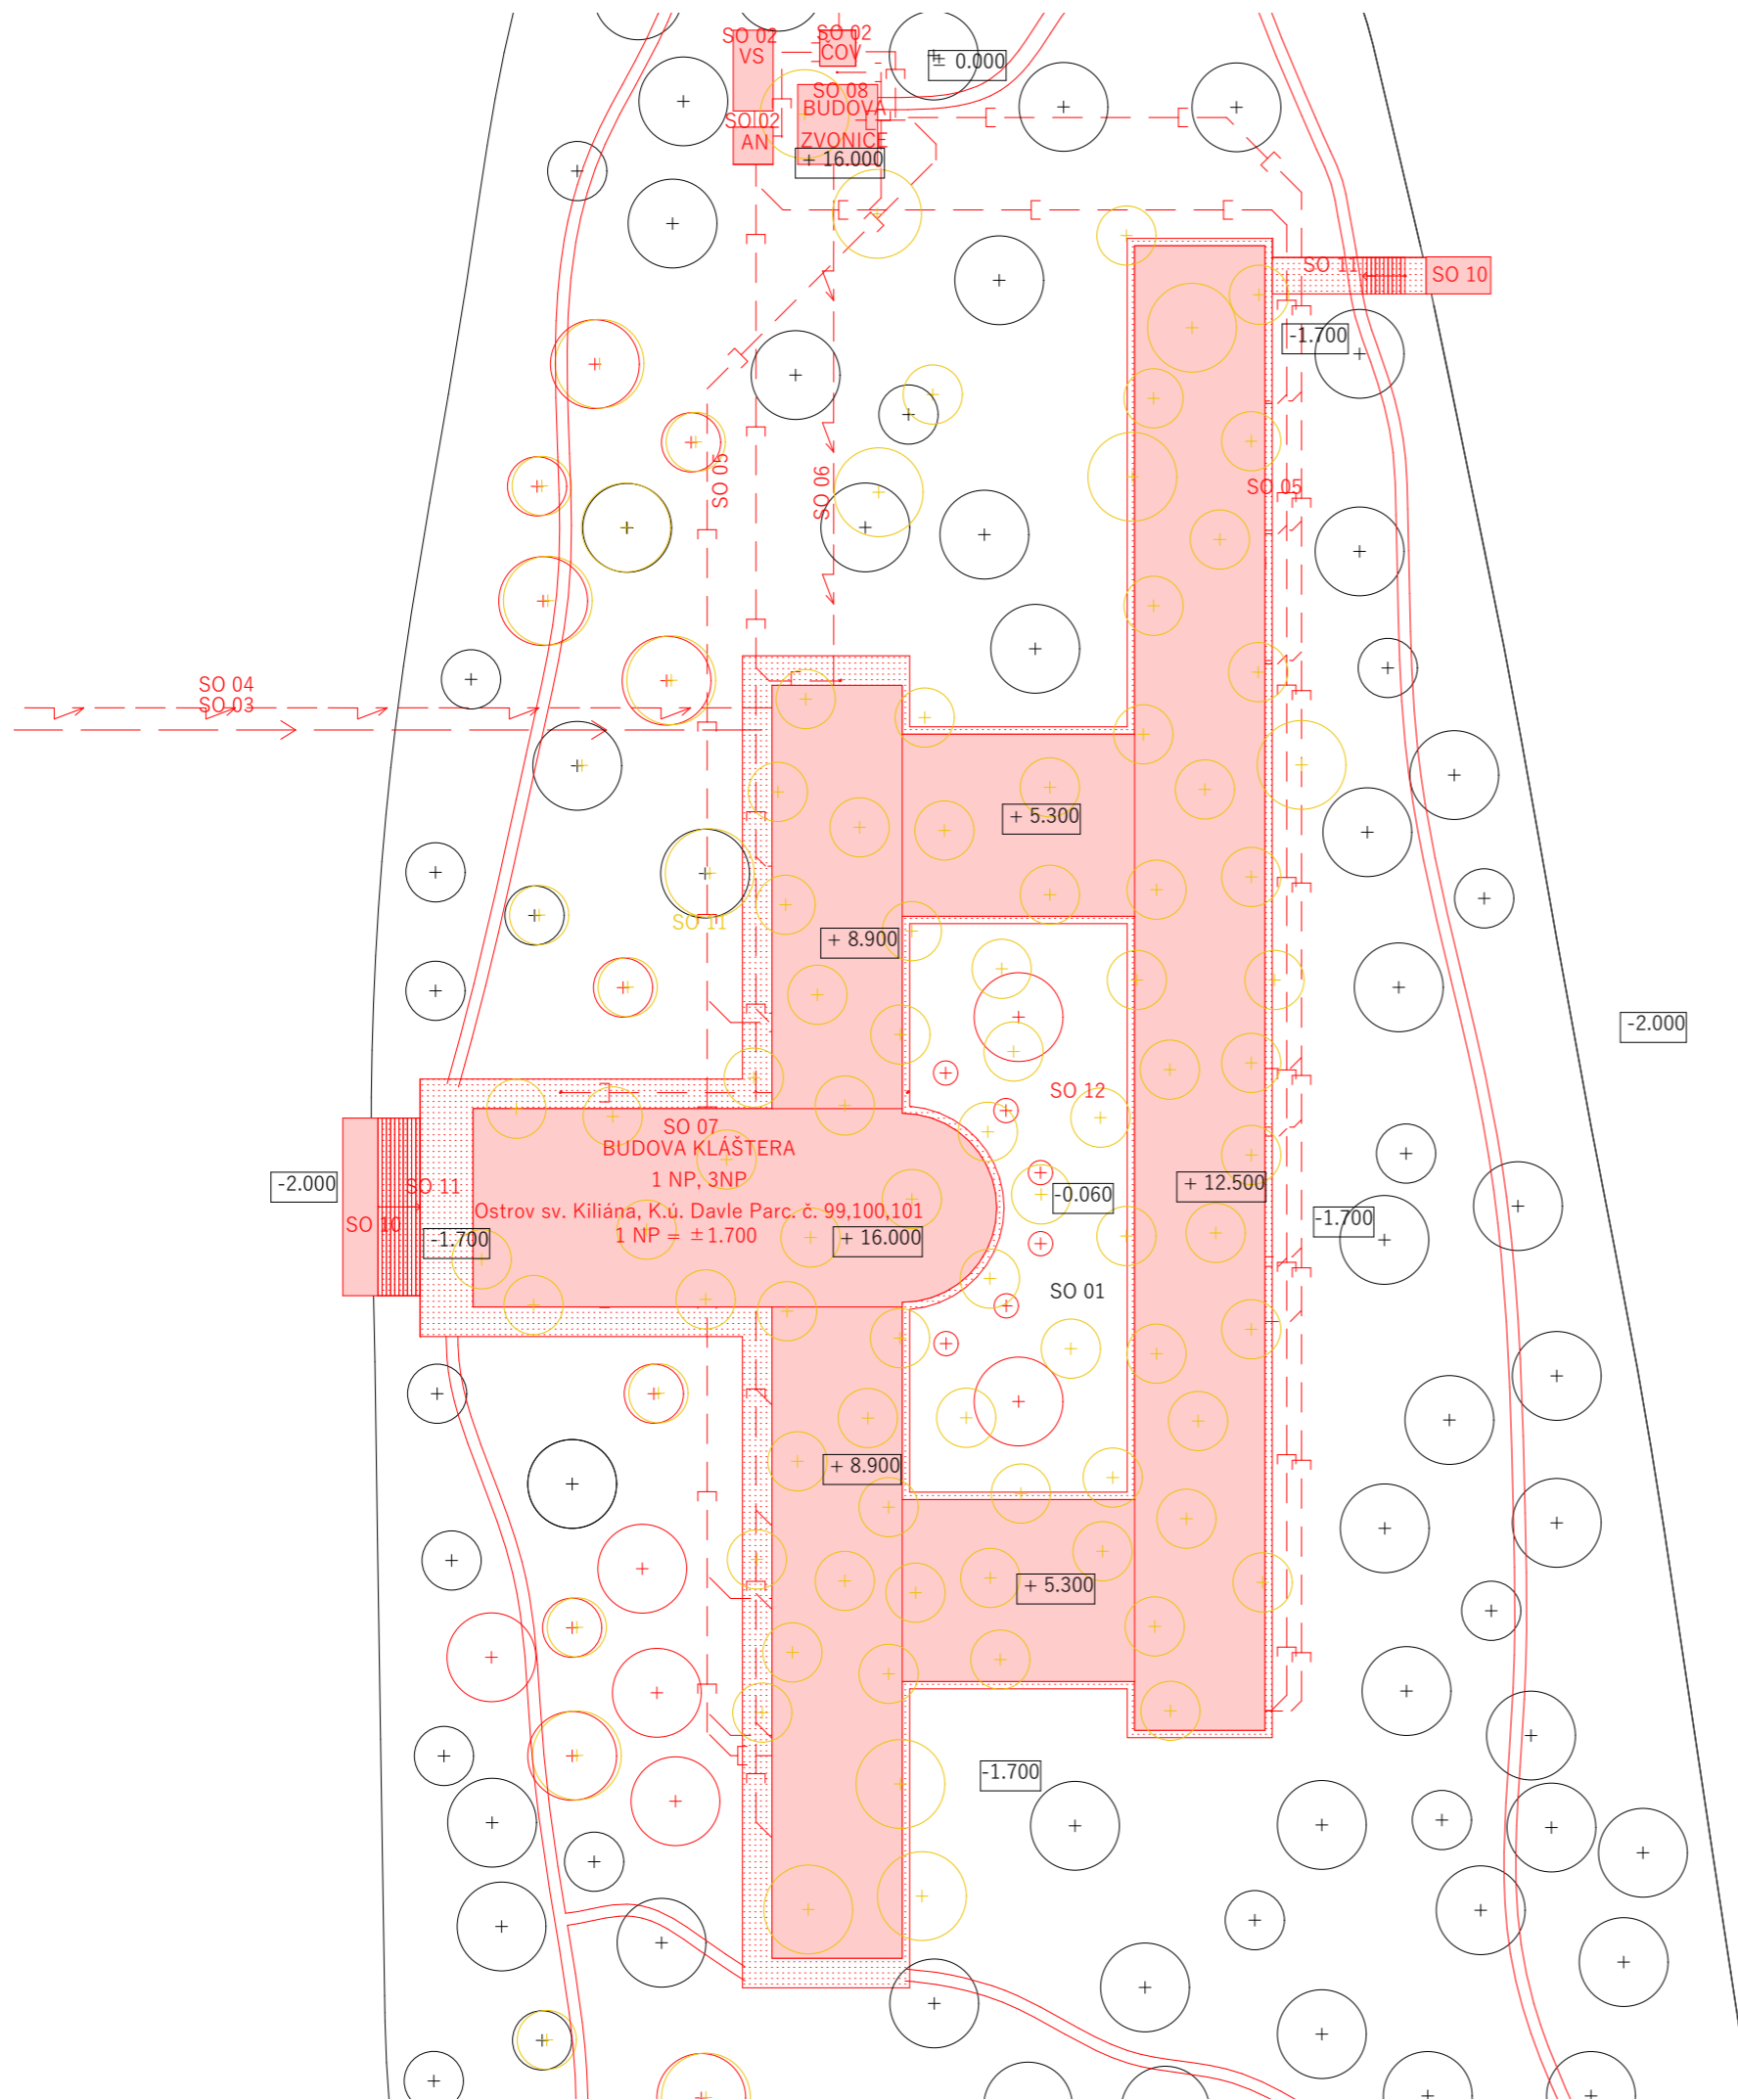 SO 02
VS
SO 02
ČOV
± 0.000
SO 08
BUDOVA
ZVONICE
SO 02
AN
+ 16.000
SO 11
SO 10
-1.700
SO 05
SO 06
SO 05
SO 04
SO 03
+ 5.300
SO 11
+ 8.900
-2.000
SO 12
SO 07
BUDOVA KLÁŠTERA
1 NP, 3NP
Ostrov sv. Kiliána, K.ú. Davle Parc. č. 99,100,101
1 NP = ±1.700
-2.000
SO 11
SO 10
-1.700
+ 16.000
-0.060
+ 12.500
-1.700
SO 01
+ 8.900
+ 5.300
-1.700